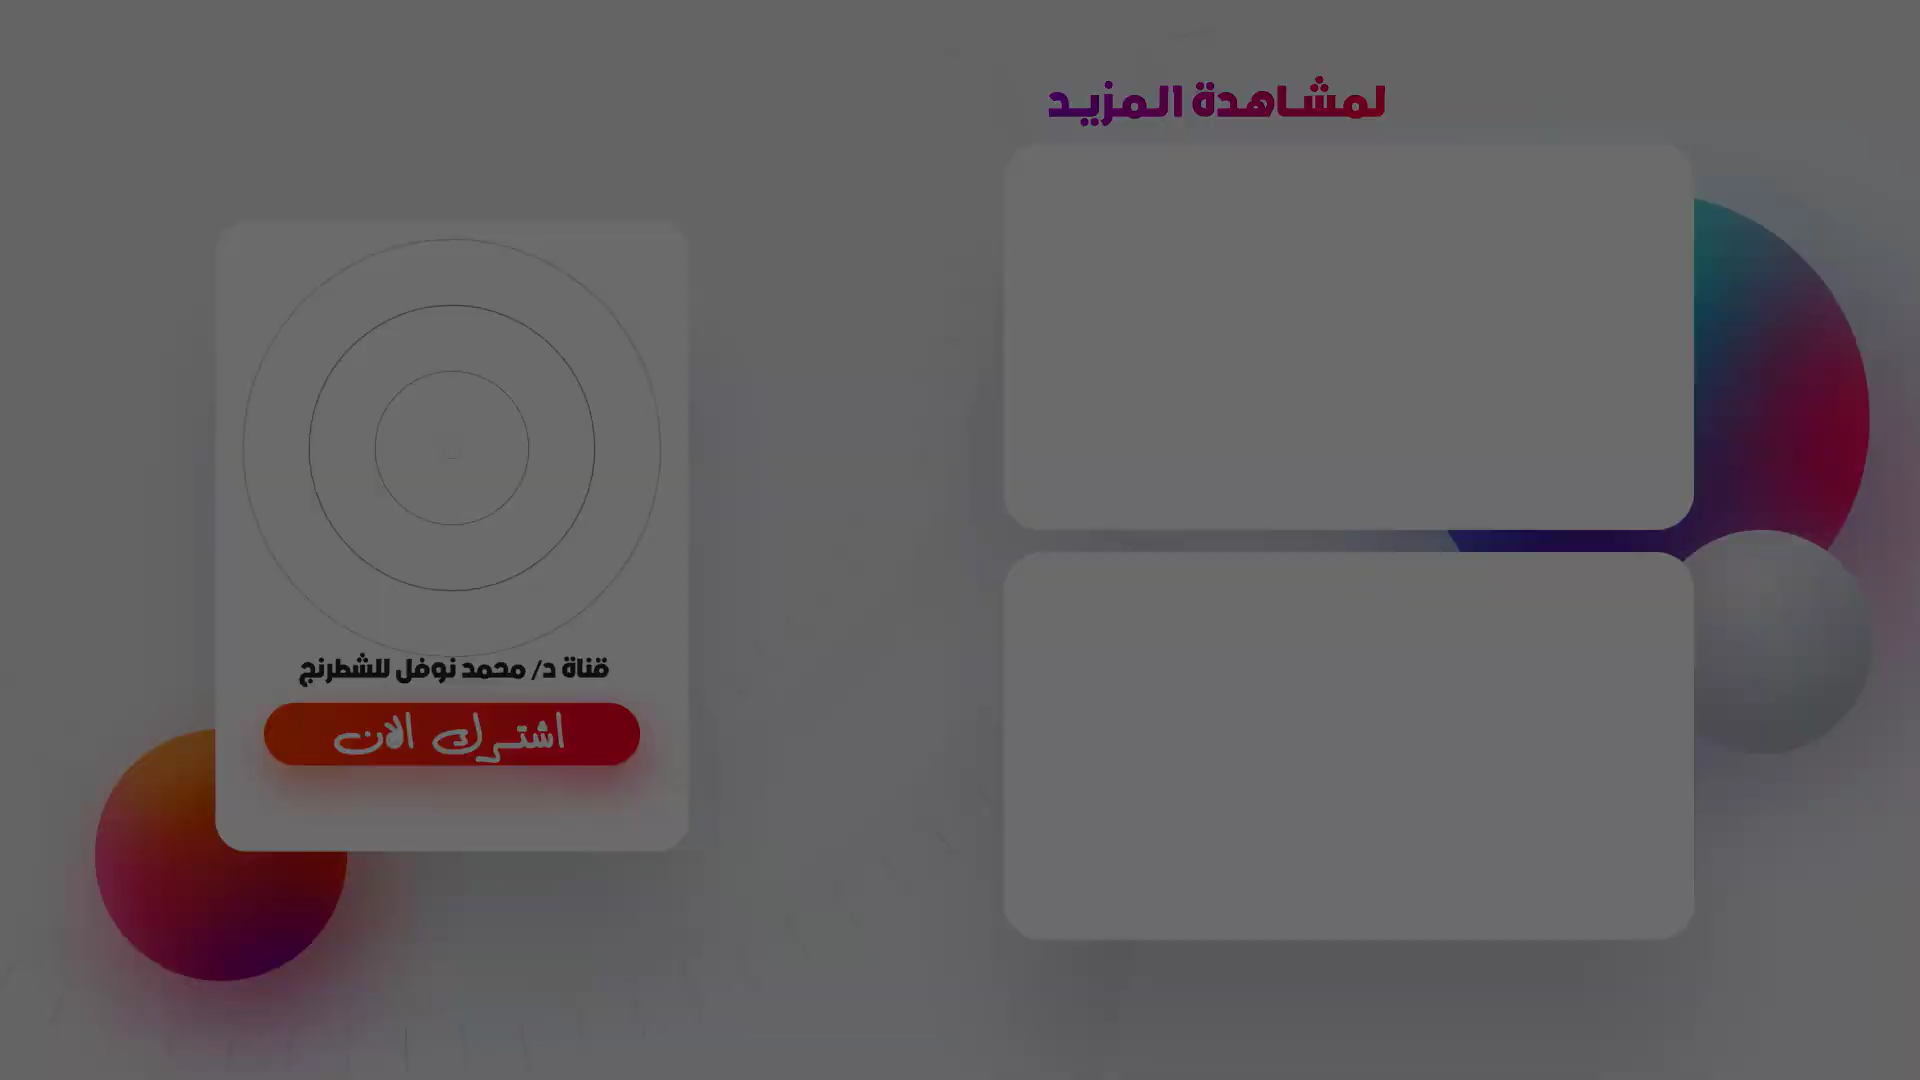 لمشاهدة المزيد
قناة د/ محمد نوفل للشطرنج
اشترك الان